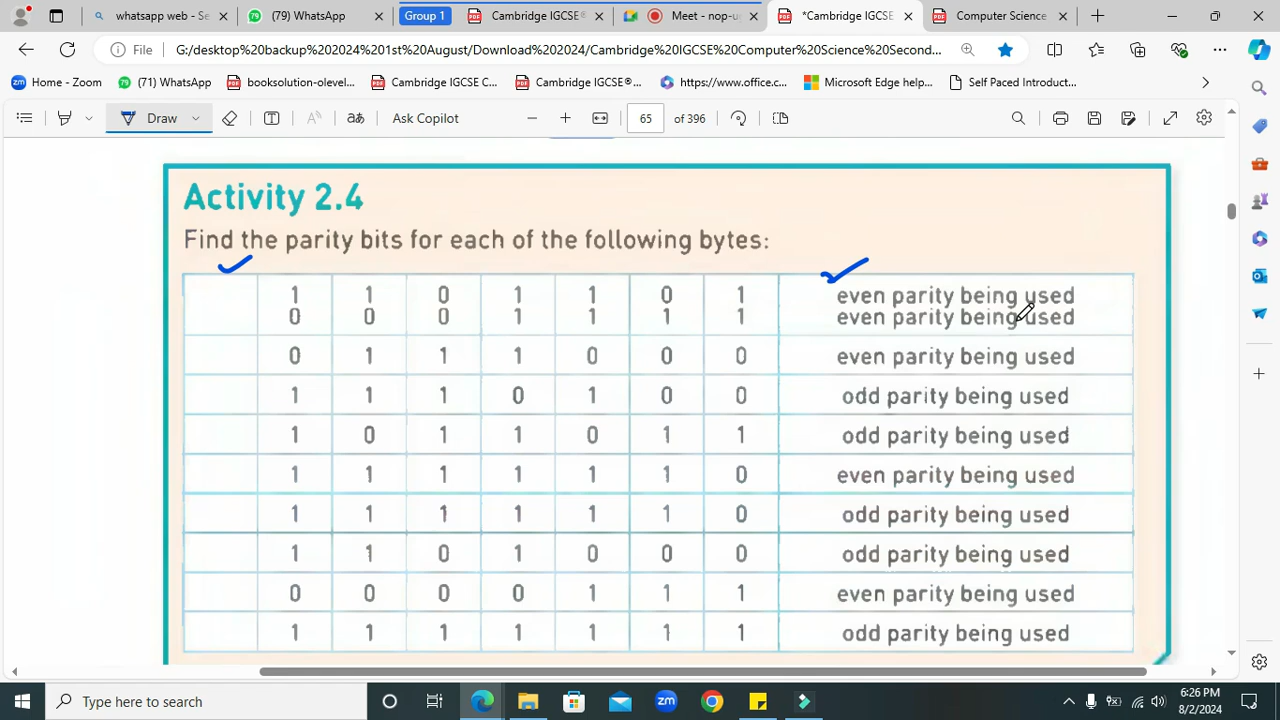 whatsapp web - Se
(79) WhatsApp
Group 1
Cambridge IGCSE®
Meet - nop-u
*Cambridge IGCSE
Computer Science
File
G:/desktop%20backup%202024%201st%20August/Download%202024/Cambridge%20IGCSE%20Computer%20Science%20Second...
Home - Zoom
(71) WhatsApp
booksolution-olevel...
Cambridge IGCSE C...
Cambridge IGCSE®...
https://www.office.c...
Microsoft Edge help...
Self Paced Introduct...
Draw
Ask Copilot
65 of 396
Activity 2.4
Find the parity bits for each of the following bytes:
1 1 0 1 1 0 1 even parity being used
0 0 0 1 1 1 1 even parity being used
0 1 1 1 0 0 0 even parity being used
1 1 1 0 1 0 0 odd parity being used
1 0 1 1 0 1 1 odd parity being used
1 1 1 1 1 1 0 even parity being used
1 1 1 1 1 1 0 odd parity being used
1 1 0 1 0 0 0 odd parity being used
0 0 0 0 1 1 1 even parity being used
1 1 1 1 1 1 1 odd parity being used
Type here to search
6:26 PM
8/2/2024